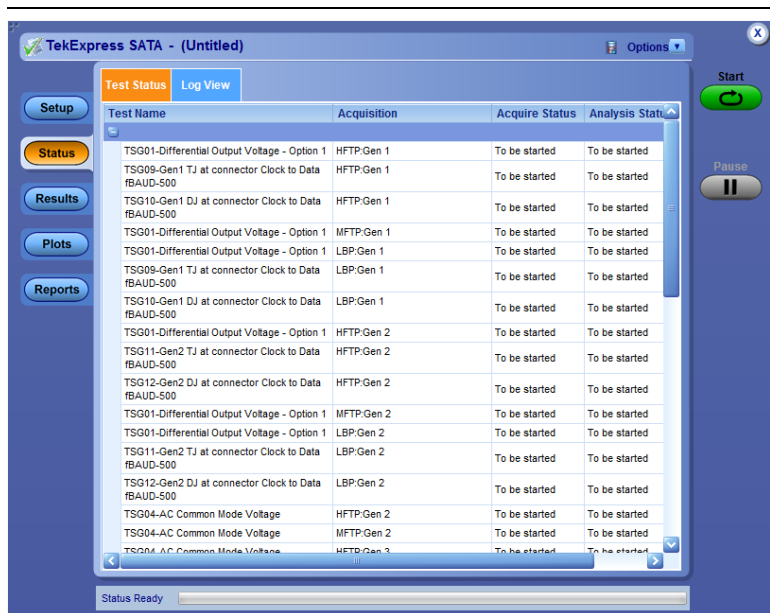 TekExpress SATA - (Untitled)
Options
X
Start
Pause
Setup
Status
Results
Plots
Reports
Test Status Log View
Test Name Acquisition Acquire Status Analysis Statu
TSG01-Differential Output Voltage - Option 1 HFTP:Gen 1 To be started To be started
TSG09-Gen1 TJ at connector Clock to Data fBAUD-500 HFTP:Gen 1 To be started To be started
TSG10-Gen1 DJ at connector Clock to Data fBAUD-500 HFTP:Gen 1 To be started To be started
TSG01-Differential Output Voltage - Option 1 MFTP:Gen 1 To be started To be started
TSG01-Differential Output Voltage - Option 1 LBP:Gen 1 To be started To be started
TSG09-Gen1 TJ at connector Clock to Data fBAUD-500 LBP:Gen 1 To be started To be started
TSG10-Gen1 DJ at connector Clock to Data fBAUD-500 LBP:Gen 1 To be started To be started
TSG01-Differential Output Voltage - Option 1 HFTP:Gen 2 To be started To be started
TSG11-Gen2 TJ at connector Clock to Data fBAUD-500 HFTP:Gen 2 To be started To be started
TSG12-Gen2 DJ at connector Clock to Data fBAUD-500 HFTP:Gen 2 To be started To be started
TSG01-Differential Output Voltage - Option 1 MFTP:Gen 2 To be started To be started
TSG01-Differential Output Voltage - Option 1 LBP:Gen 2 To be started To be started
TSG11-Gen2 TJ at connector Clock to Data fBAUD-500 LBP:Gen 2 To be started To be started
TSG12-Gen2 DJ at connector Clock to Data fBAUD-500 LBP:Gen 2 To be started To be started
TSG04-AC Common Mode Voltage HFTP:Gen 2 To be started To be started
TSG04-AC Common Mode Voltage MFTP:Gen 2 To be started To be started
TSG04-AC Common Mode Voltage HFTP:Gen 3 To be started To be started
Status Ready